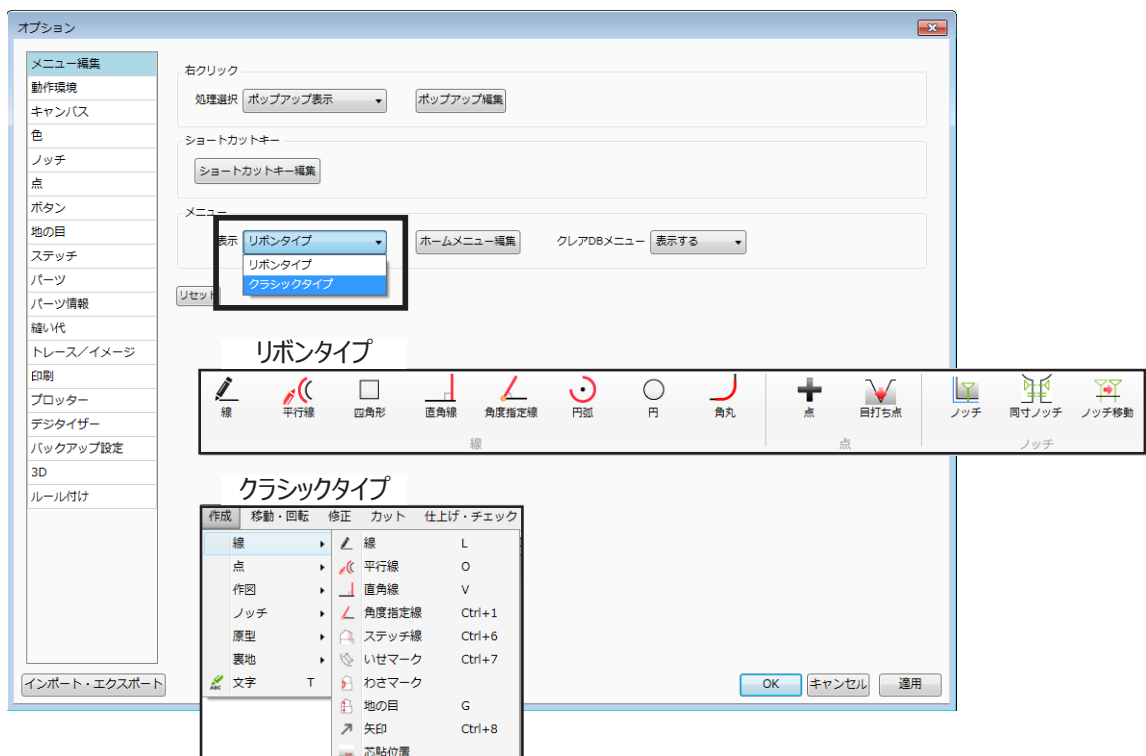 オプション
メニュー編集
動作環境
キャンバス
色
ノッチ
点
ボタン
地の目
ステッチ
パーツ
パーツ情報
縫い代
トレース／イメージ
印刷
プロッター
デジタイザー
バックアップ設定
3D
ルール付け
インポート・エクスポート
右クリック
処理選択 ポップアップ表示 ポップアップ編集
ショートカットキー
ショートカットキー編集
メニュー
表示 リボンタイプ ホームメニュー編集 クレアDBメニュー 表示する
リボンタイプ
クラシックタイプ
リセット
リボンタイプ
線 平行線 四角形 直角線 角度指定線 円弧 円 角丸 点 目打ち点 ノッチ 同寸ノッチ ノッチ移動
線 点 ノッチ
クラシックタイプ
作成 移動・回転 修正 カット 仕上げ・チェック
線 線 L
点 平行線 O
作図 直角線 V
ノッチ 角度指定線 Ctrl+1
原型 ステッチ線 Ctrl+6
裏地 いせマーク Ctrl+7
ABC 文字 T わさマーク
地の目 G
矢印 Ctrl+8
芯貼位置
OK キャンセル 適用